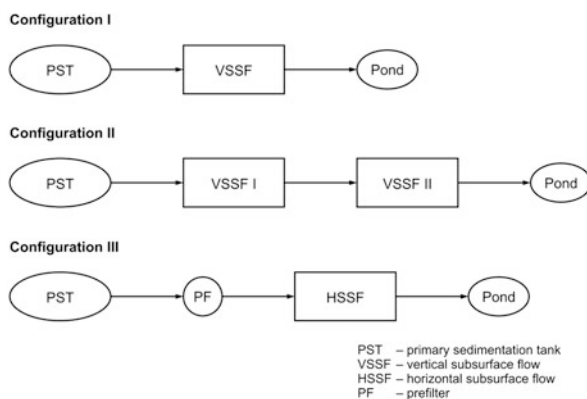 Configuration I
PST VSSF Pond
Configuration II
PST VSSF I VSSF II Pond
Configuration III
PST PF HSSF Pond
PST – primary sedimentation tank
VSSF – vertical subsurface flow
HSSF – horizontal subsurface flow
PF – prefilter